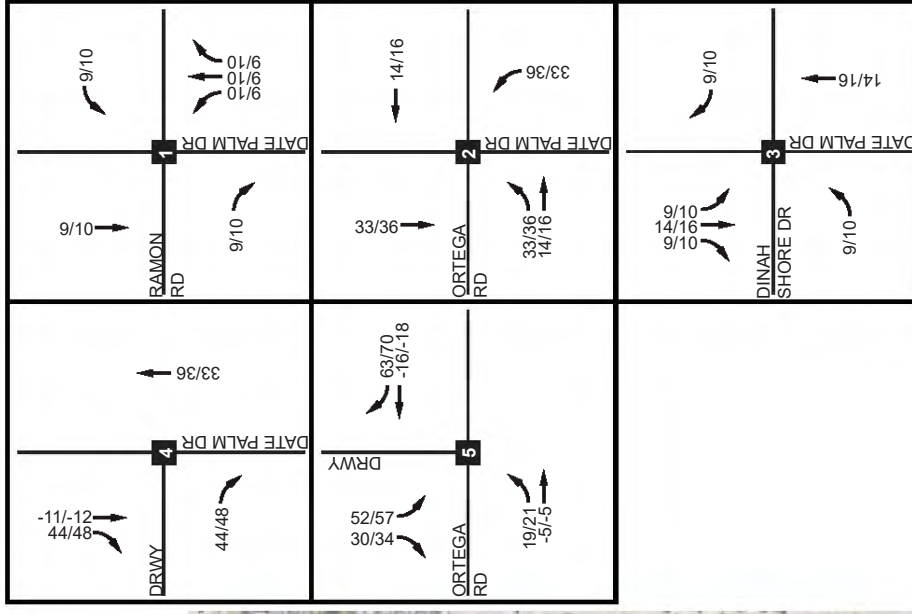 9/10
9/10
9/10
9/10
9/10
9/10
1
RAMON
RD
DATE PALM DR
14/16
33/36
33/36
33/36
14/16
2
ORTEGA
RD
DATE PALM DR
9/10
9/10
14/16
9/10
14/16
9/10
3
DINAH
SHORE DR
DATE PALM DR
-11/-12
44/48
33/36
44/48
4
DRWY
DATE PALM DR
63/70
-16/-18
52/57
30/34
19/21
-5/-5
5
DRWY
ORTEGA
RD